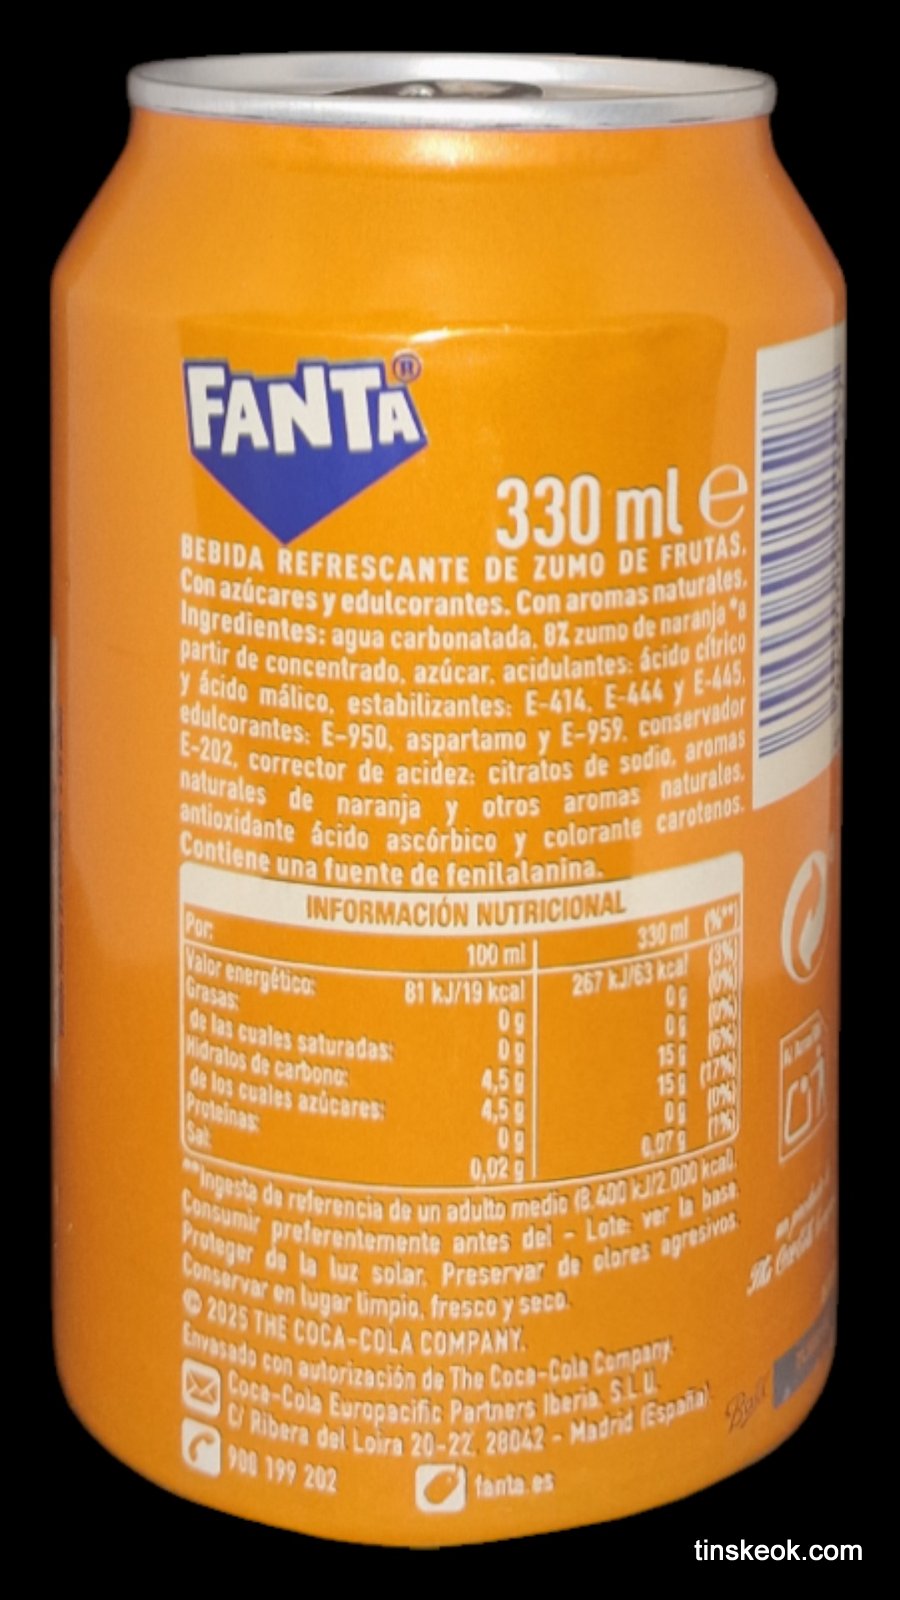 FANTA®
330 ml ℮
BEBIDA REFRESCANTE DE ZUMO DE FRUTAS.
Con azúcares y edulcorantes. Con aromas naturales.
Ingredientes: agua carbonatada, 8% zumo de naranja *a
partir de concentrado, azúcar, acidulantes: ácido cítrico
y ácido málico, estabilizantes: E-414, E-444 y E-445,
edulcorantes: E-950, aspartamo y E-959, conservador
E-202, corrector de acidez: citratos de sodio, aromas
naturales de naranja y otros aromas naturales,
antioxidante ácido ascórbico y colorante carotenos.
Contiene una fuente de fenilalanina.
INFORMACIÓN NUTRICIONAL
Por: 100 ml 330 ml (%**)
Valor energético: 81 kJ/19 kcal 267 kJ/63 kcal (3%)
Grasas: 0 g 0 g (0%)
de las cuales saturadas: 0 g 0 g (0%)
Hidratos de carbono: 4,5 g 15 g (6%)
de los cuales azúcares: 4,5 g 15 g (17%)
Proteínas: 0 g 0 g (0%)
Sal: 0,02 g 0,07 g (1%)
**Ingesta de referencia de un adulto medio (8.400 kJ/2.000 kcal).
Consumir preferentemente antes del - Lote: ver la base.
Proteger de la luz solar. Preservar de olores agresivos.
Conservar en lugar limpio, fresco y seco.
© 2025 THE COCA-COLA COMPANY.
Envasado con autorización de The Coca-Cola Company.
Coca-Cola Europacific Partners Iberia, S.L.U.
C/ Ribera del Loira 20-22, 28042 - Madrid (España).
900 199 202
fanta.es
Ball
tinskeok.com